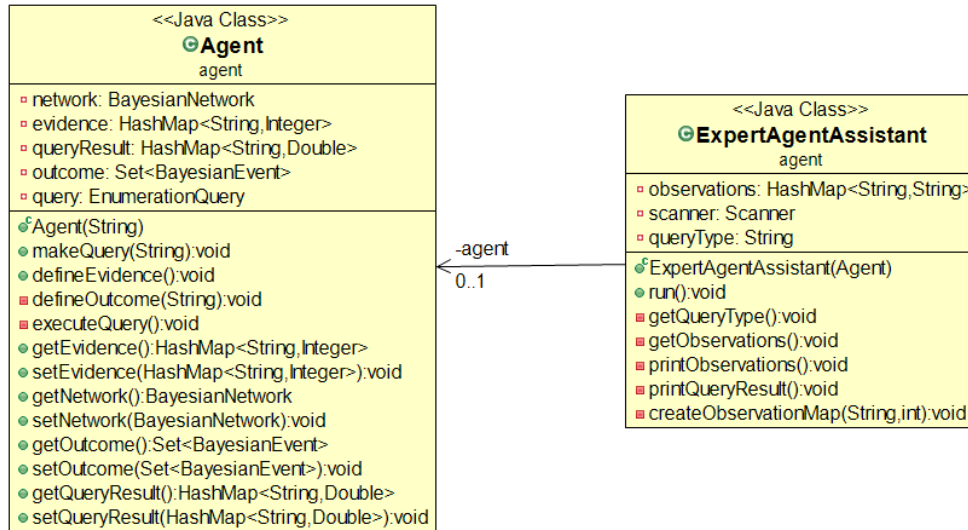 <<Java Class>>
Agent
agent
network: BayesianNetwork
evidence: HashMap<String,Integer>
queryResult: HashMap<String,Double>
outcome: Set<BayesianEvent>
query: EnumerationQuery
Agent(String)
makeQuery(String):void
defineEvidence():void
defineOutcome(String):void
executeQuery():void
getEvidence():HashMap<String,Integer>
setEvidence(HashMap<String,Integer>):void
getNetwork():BayesianNetwork
setNetwork(BayesianNetwork):void
getOutcome():Set<BayesianEvent>
setOutcome(Set<BayesianEvent>):void
getQueryResult():HashMap<String,Double>
setQueryResult(HashMap<String,Double>):void
-agent
0..1
<<Java Class>>
ExpertAgentAssistant
agent
observations: HashMap<String,String>
scanner: Scanner
queryType: String
ExpertAgentAssistant(Agent)
run():void
getQueryType():void
getObservations():void
printObservations():void
printQueryResult():void
createObservationMap(String,int):void